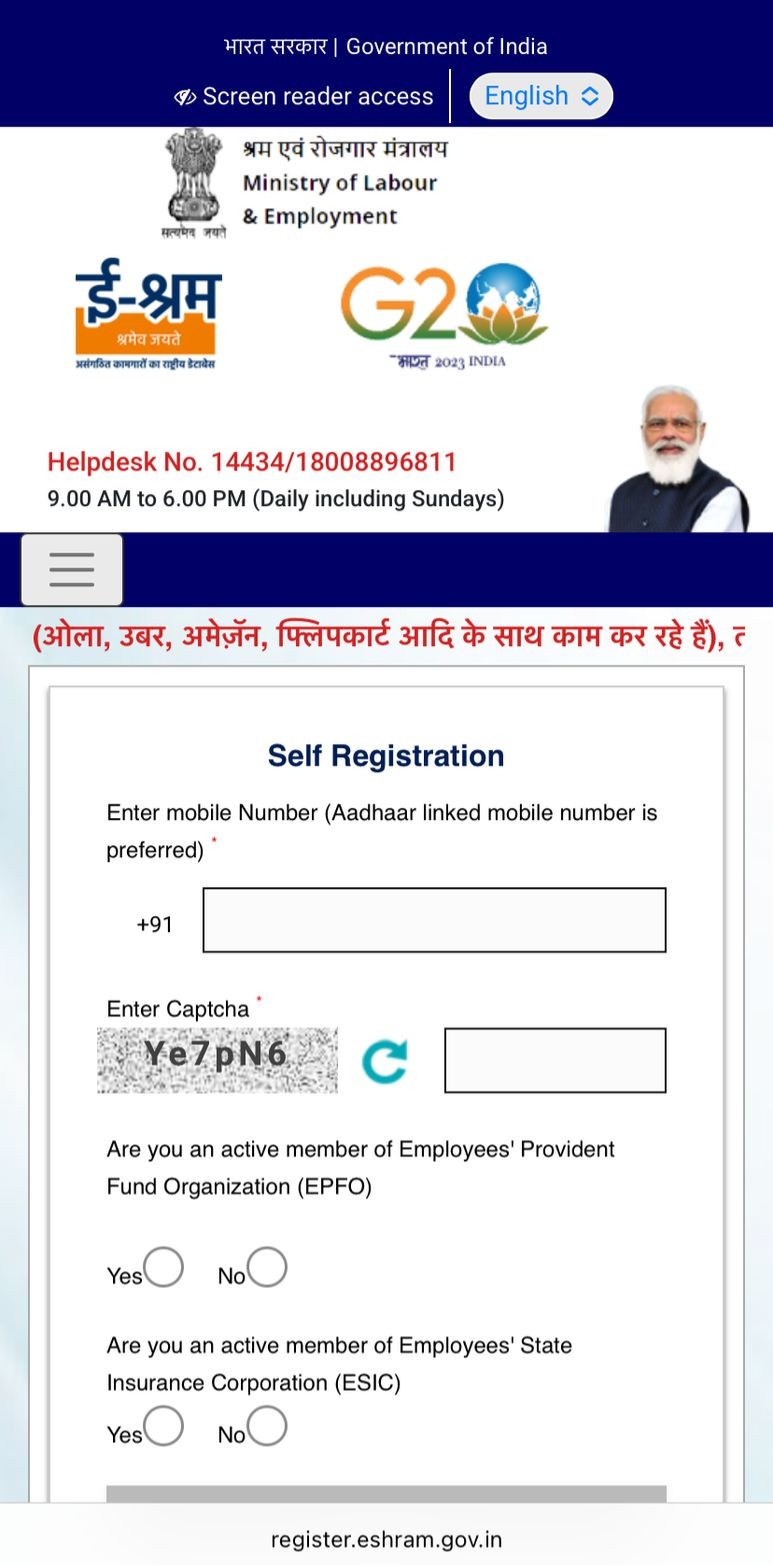 भारत सरकार | Government of India
Screen reader access
English
श्रम एवं रोजगार मंत्रालय
Ministry of Labour
& Employment
सत्यमेव जयते
ई-श्रम
श्रमेव जयते
असंगठित कामगारों का राष्ट्रीय डेटाबेस
G20
भारत 2023 INDIA
Helpdesk No. 14434/18008896811
9.00 AM to 6.00 PM (Daily including Sundays)
(ओला, उबर, अमेज़ॅन, फ्लिपकार्ट आदि के साथ काम कर रहे हैं),
Self Registration
Enter mobile Number (Aadhaar linked mobile number is
preferred) *
+91
Enter Captcha *
Ye7pN6
Are you an active member of Employees' Provident
Fund Organization (EPFO)
Yes No
Are you an active member of Employees' State
Insurance Corporation (ESIC)
Yes No
register.eshram.gov.in